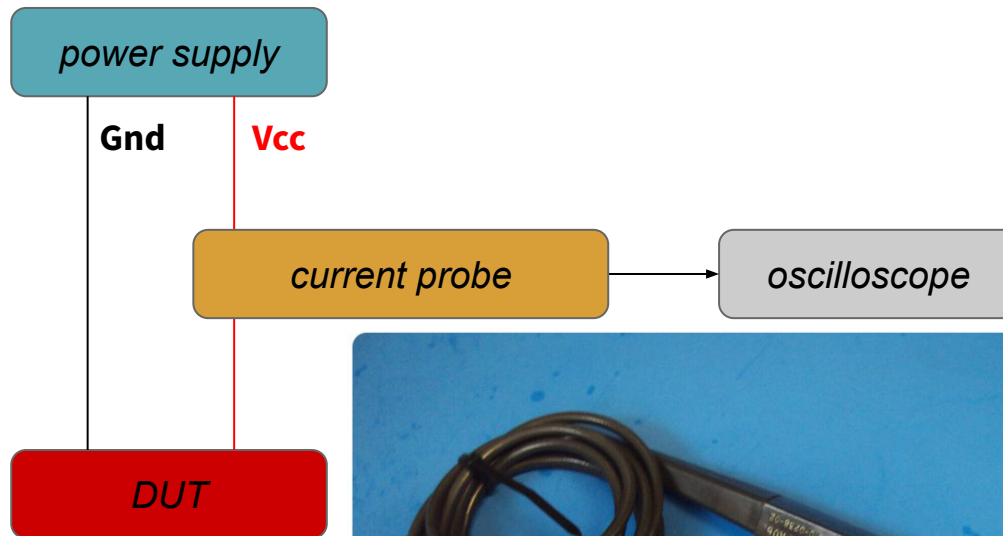 power supply
Gnd
Vcc
current probe
oscilloscope
DUT